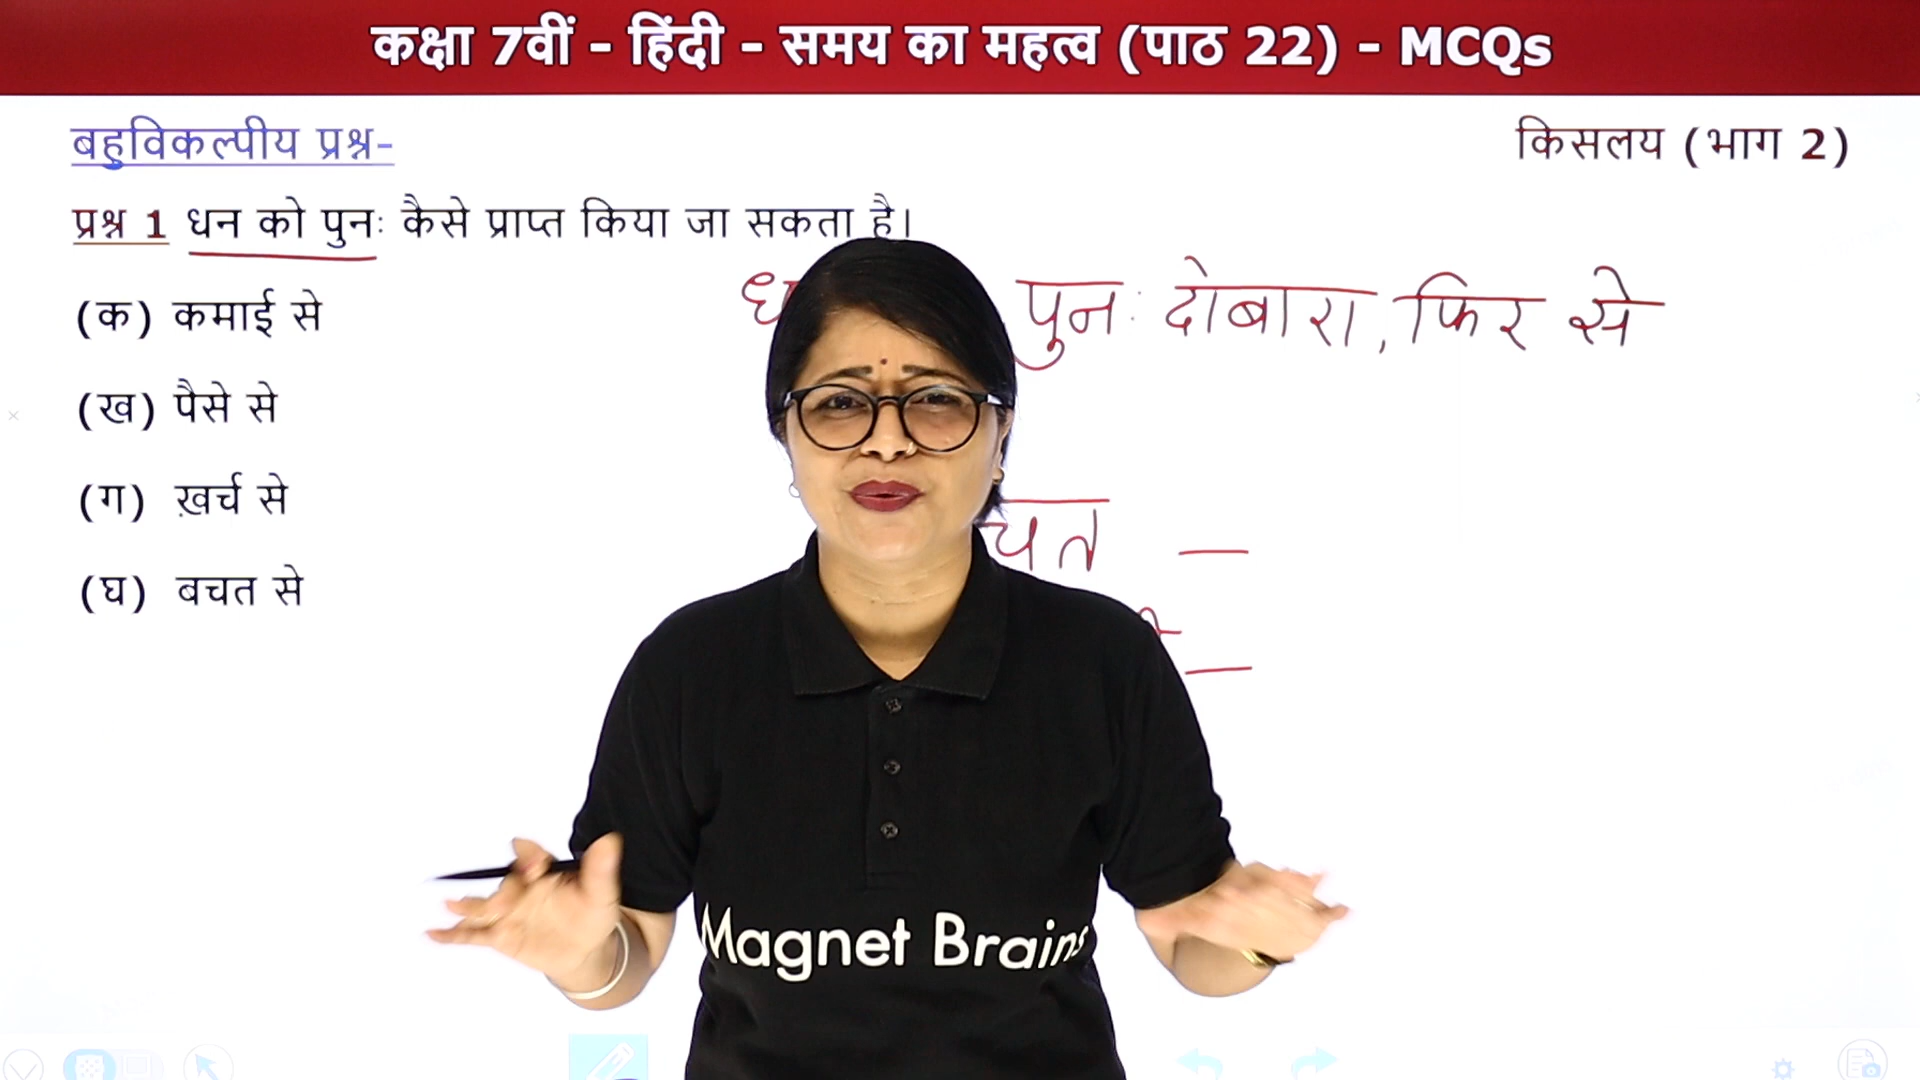 कक्षा 7वीं - हिंदी - समय का महत्व (पाठ 22) - MCQs
बहुविकल्पीय प्रश्न-
किसलय (भाग 2)
प्रश्न 1 धन को पुनः कैसे प्राप्त किया जा सकता है।
पुनः दोबारा, फिर से
(क) कमाई से
(ख) पैसे से
(ग) ख़र्च से
(घ) बचत से
Magnet Brains